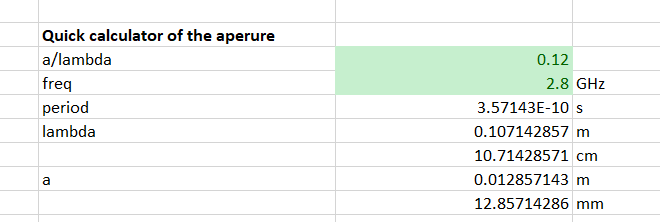 Quick calculator of the aperure
a/lambda 0.12
freq 2.8 GHz
period 3.57143E-10 s
lambda 0.107142857 m
10.71428571 cm
a 0.012857143 m
12.85714286 mm